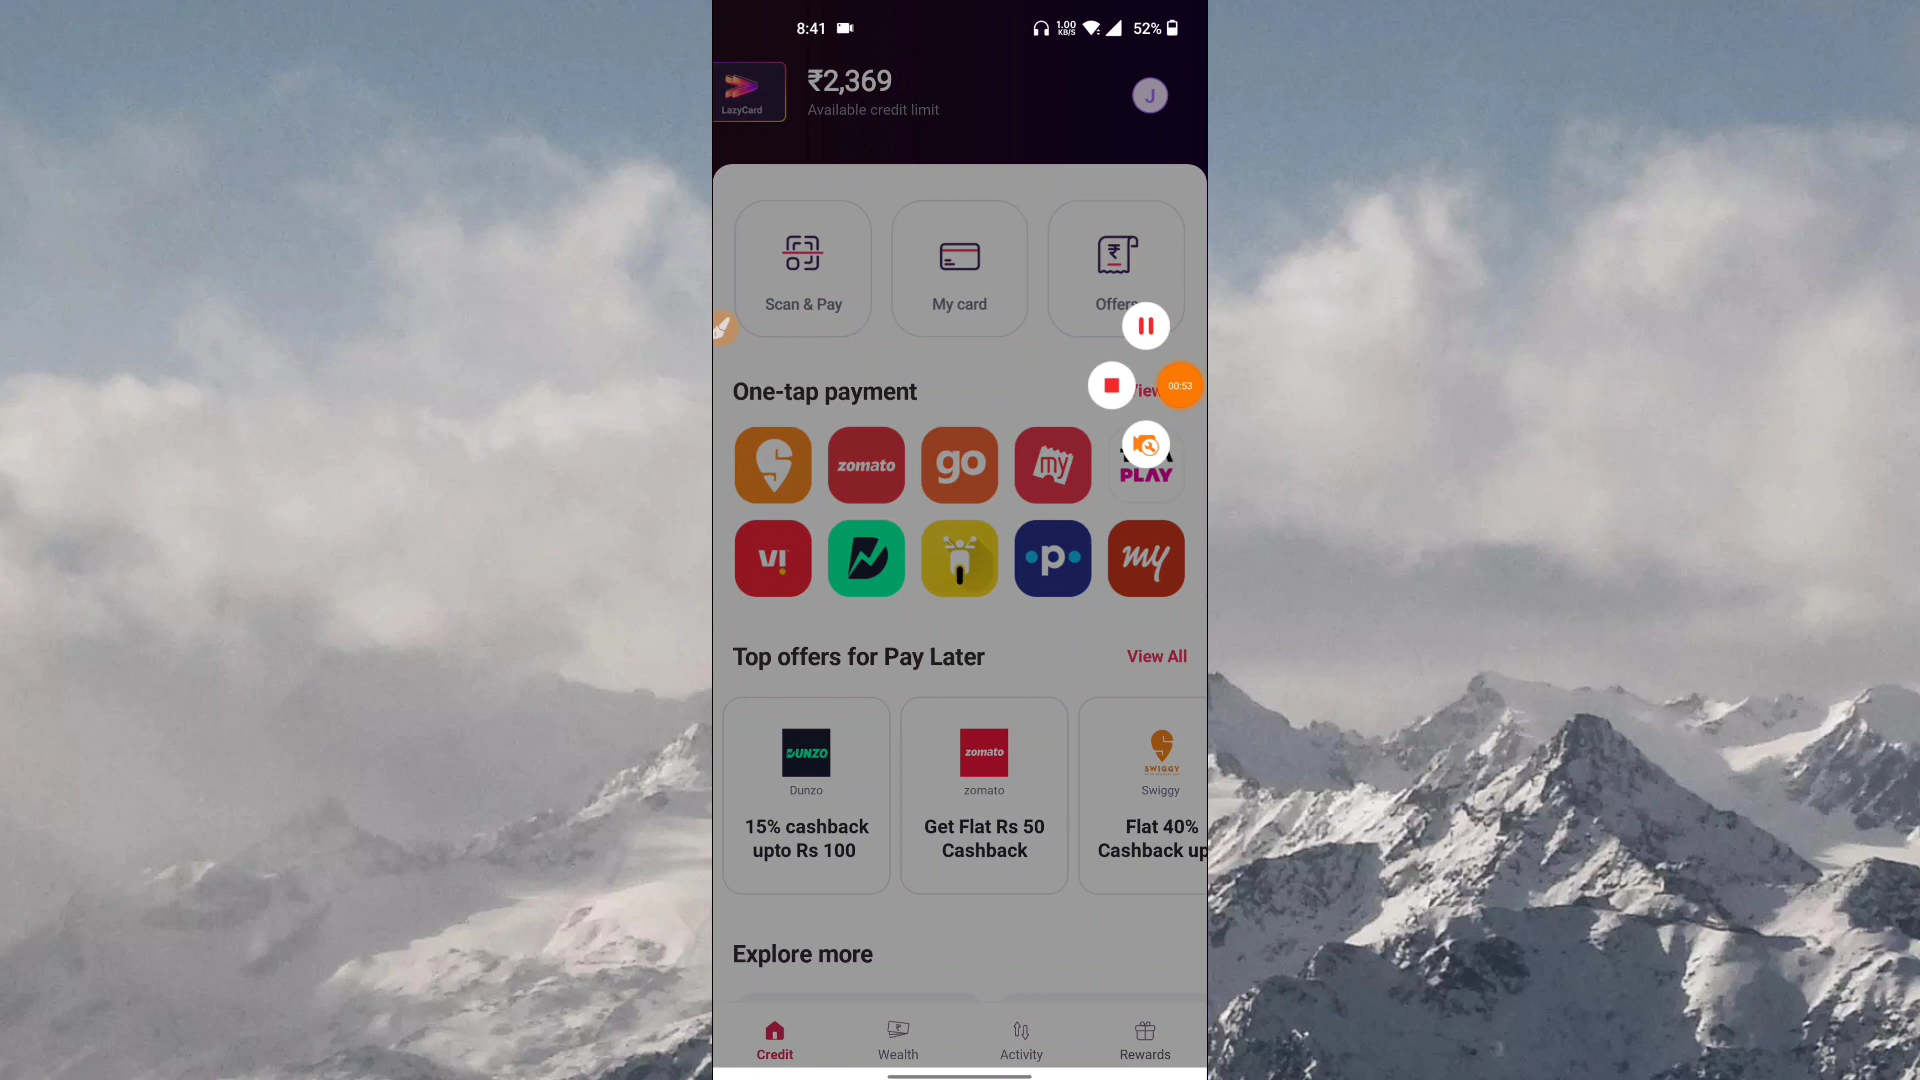 8:41
1.00
KB/S
52%
LazyCard
₹2,369
Available credit limit
J
Scan & Pay
My card
Offers
One-tap payment
00:53
zomato
go
my
PLAY
V!
p
my
Top offers for Pay Later
View All
DUNZO
zomato
SWIGGY
Dunzo
zomato
Swiggy
15% cashback
upto Rs 100
Get Flat Rs 50
Cashback
Flat 40%
Cashback up
Explore more
Credit
Wealth
Activity
Rewards